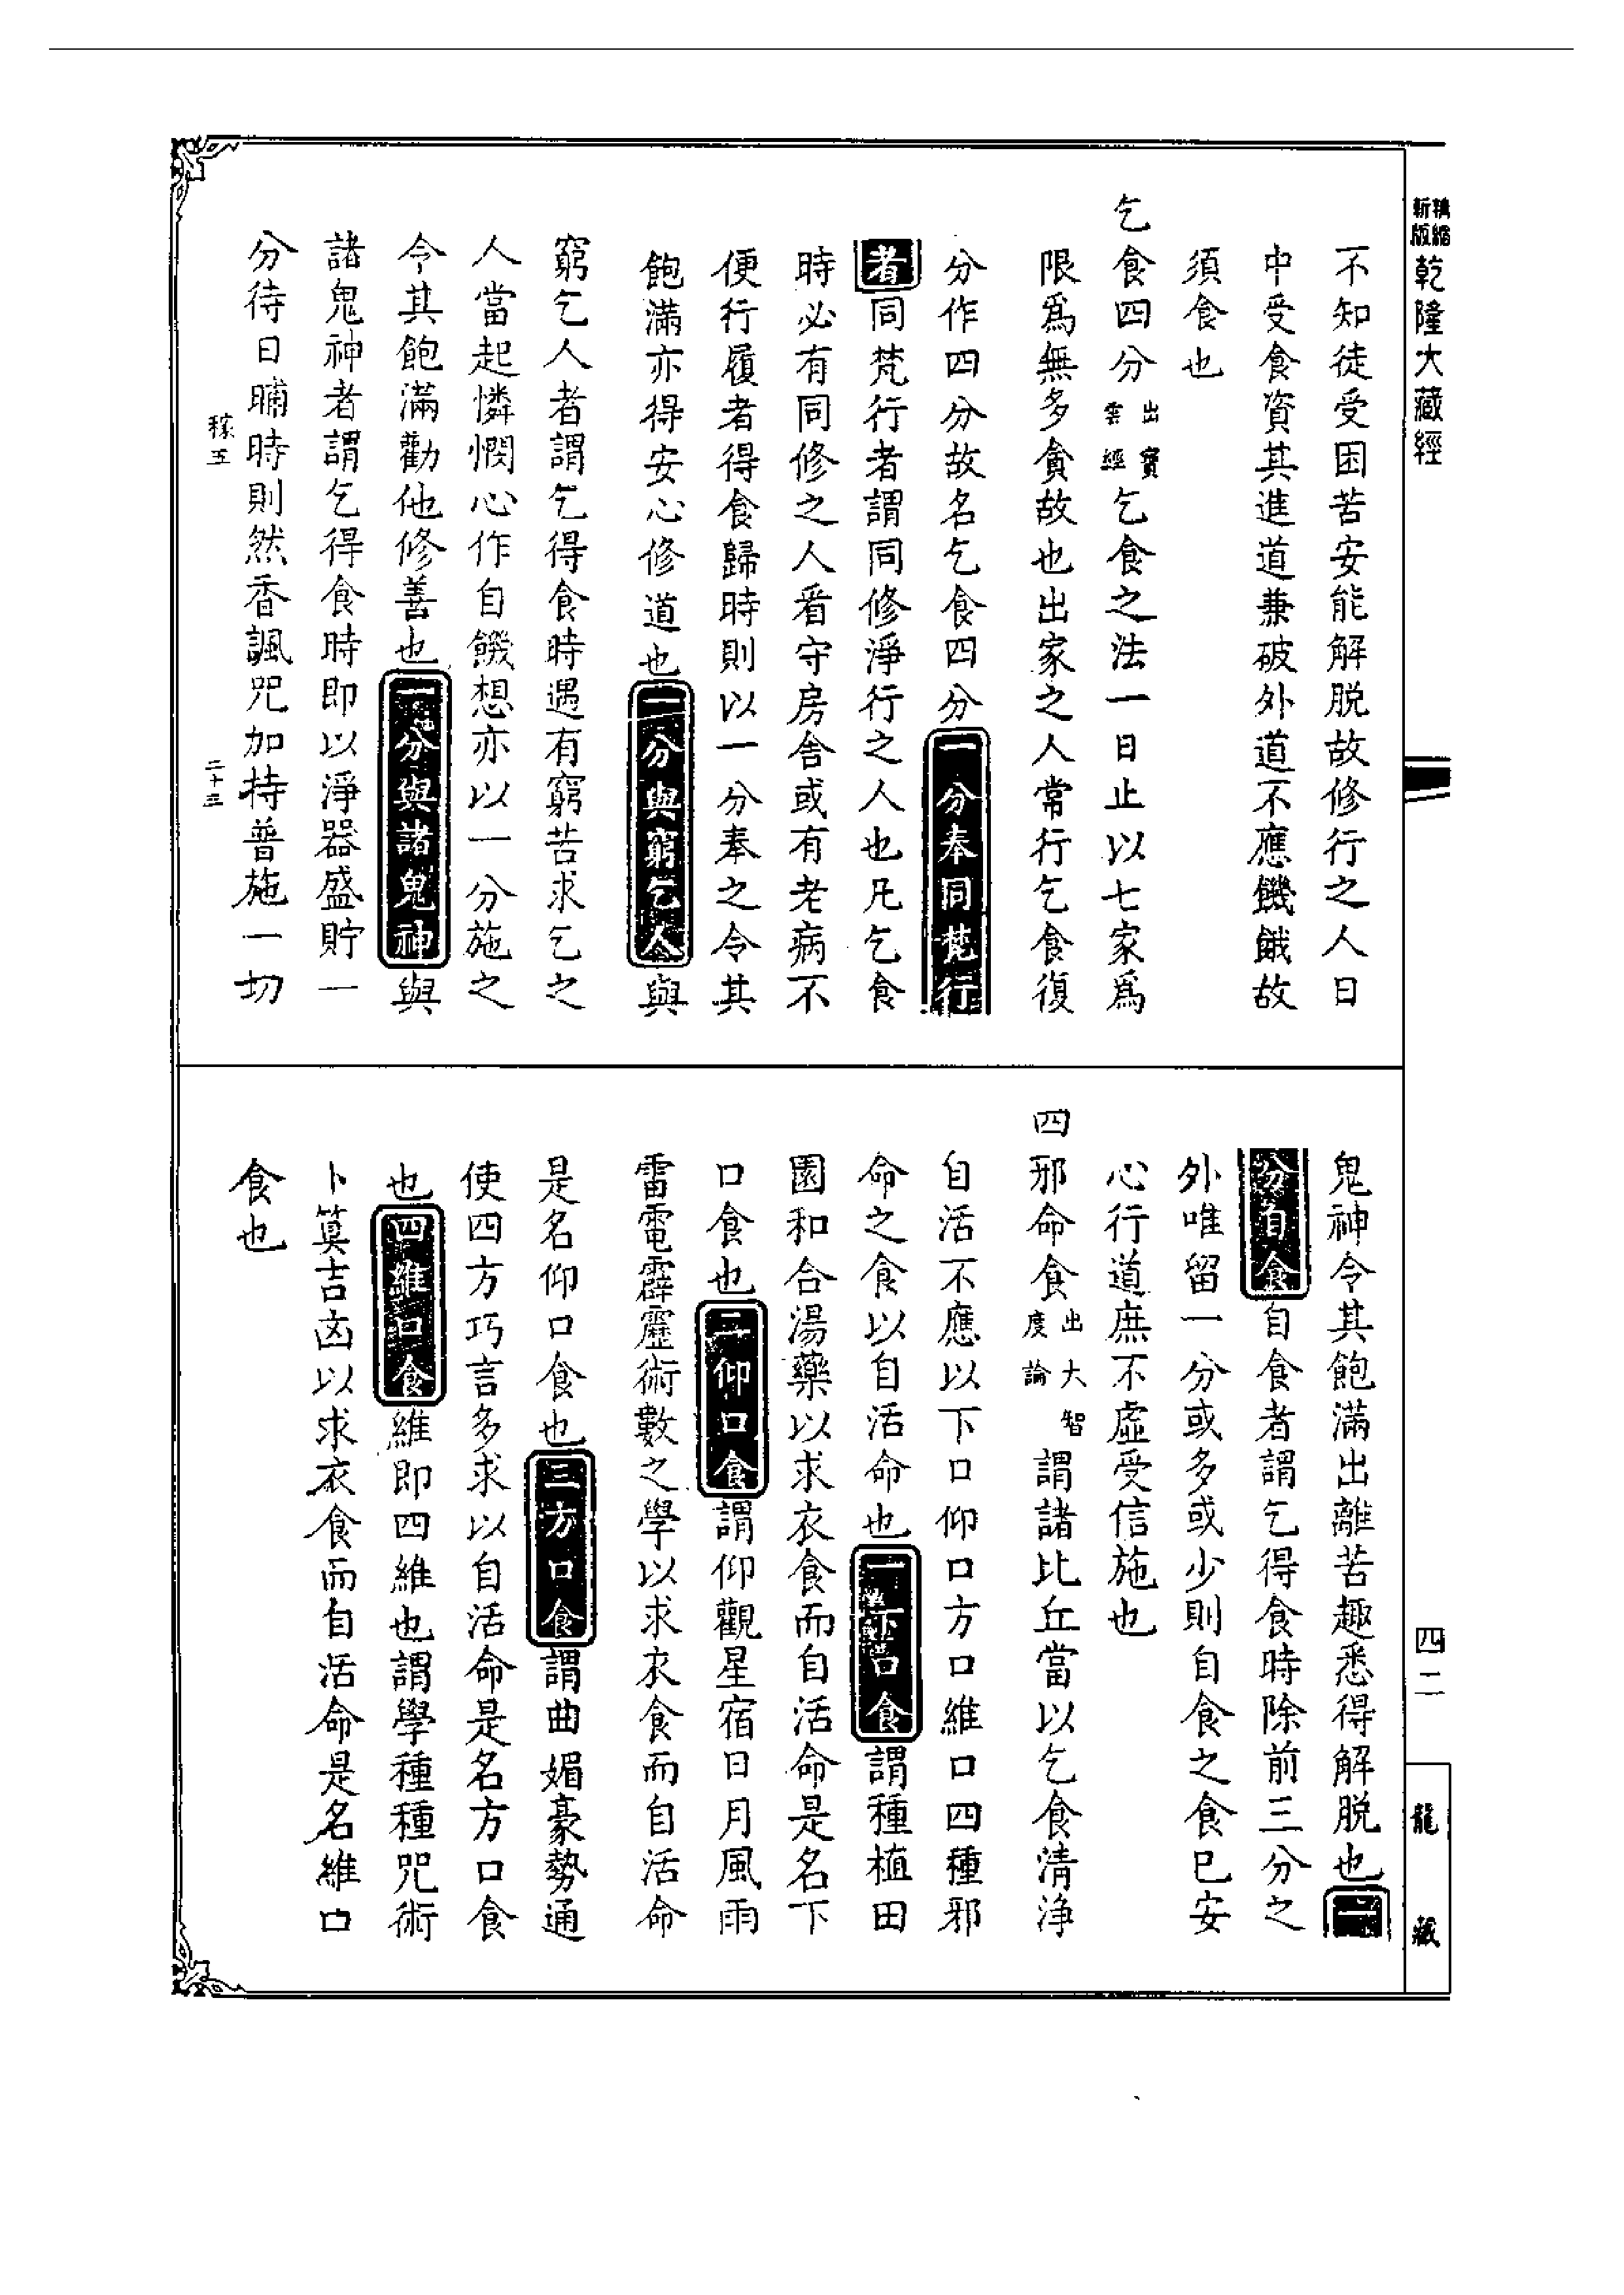 精縮
新版
乾隆大藏經
不知徒受困苦安能解脱故修行之人日
中受食資其進道兼破外道不應饑餓故
須食也
乞食四分出寶雲經乞食之法一日止以七家爲
限爲無多貪故也出家之人常行乞食復
分作四分故名乞食四分一分奉同梵行
者同梵行者謂同修淨行之人也凡乞食
時必有同修之人看守房舍或有老病不
便行履者得食歸時則以一分奉之令其
飽滿亦得安心修道也一分與窮乞人與
窮乞人者謂乞得食時遇有窮苦求乞之
人當起憐憫心作自饑想亦以一分施之
令其飽滿勸他修善也一分與諸鬼神與
諸鬼神者謂乞得食時即以淨器盛貯一
分待日晡時則然香諷咒加持普施一切
稼五
二十三
鬼神令其飽滿出離苦趣悉得解脱也一
分自食自食者謂乞得食時除前三分之
外唯留一分或多或少則自食之食已安
心行道庶不虛受信施也
四邪命食出大智度論謂諸比丘當以乞食清淨
自活不應以下口仰口方口維口四種邪
命之食以自活命也一下口食謂種植田
園和合湯藥以求衣食而自活命是名下
口食也二仰口食謂仰觀星宿日月風雨
雷電霹靂術數之學以求衣食而自活命
是名仰口食也三方口食謂曲媚豪勢通
使四方巧言多求以自活命是名方口食
也四維口食維即四維也謂學種種咒術
卜筭吉凶以求衣食而自活命是名維口
食也
四二
龍藏